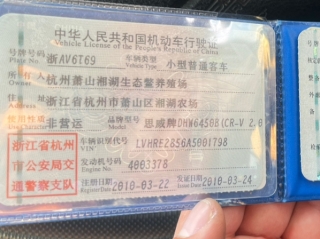 中华人民共和国机动车行驶证
Vehicle License of the People's Republic of China
号牌号码 浙AV6T69 车辆类型 小型普通客车
Plate No. Vehicle Type
所有人 杭州萧山湘湖生态暨养殖场
Owner
住址 浙江省杭州市萧山区湘湖农场
使用性质 非营运 品牌型号 思威牌DHW6450B(CR-V 2.0
Model
浙江省杭州
市公安局交
通警察支队
车辆识别代号 LVHRE2856A5001798
VIN
发动机号码 4003378
Engine No.
注册日期 2010-03-22 发证日期 2010-03-24
Register Date Issue Date